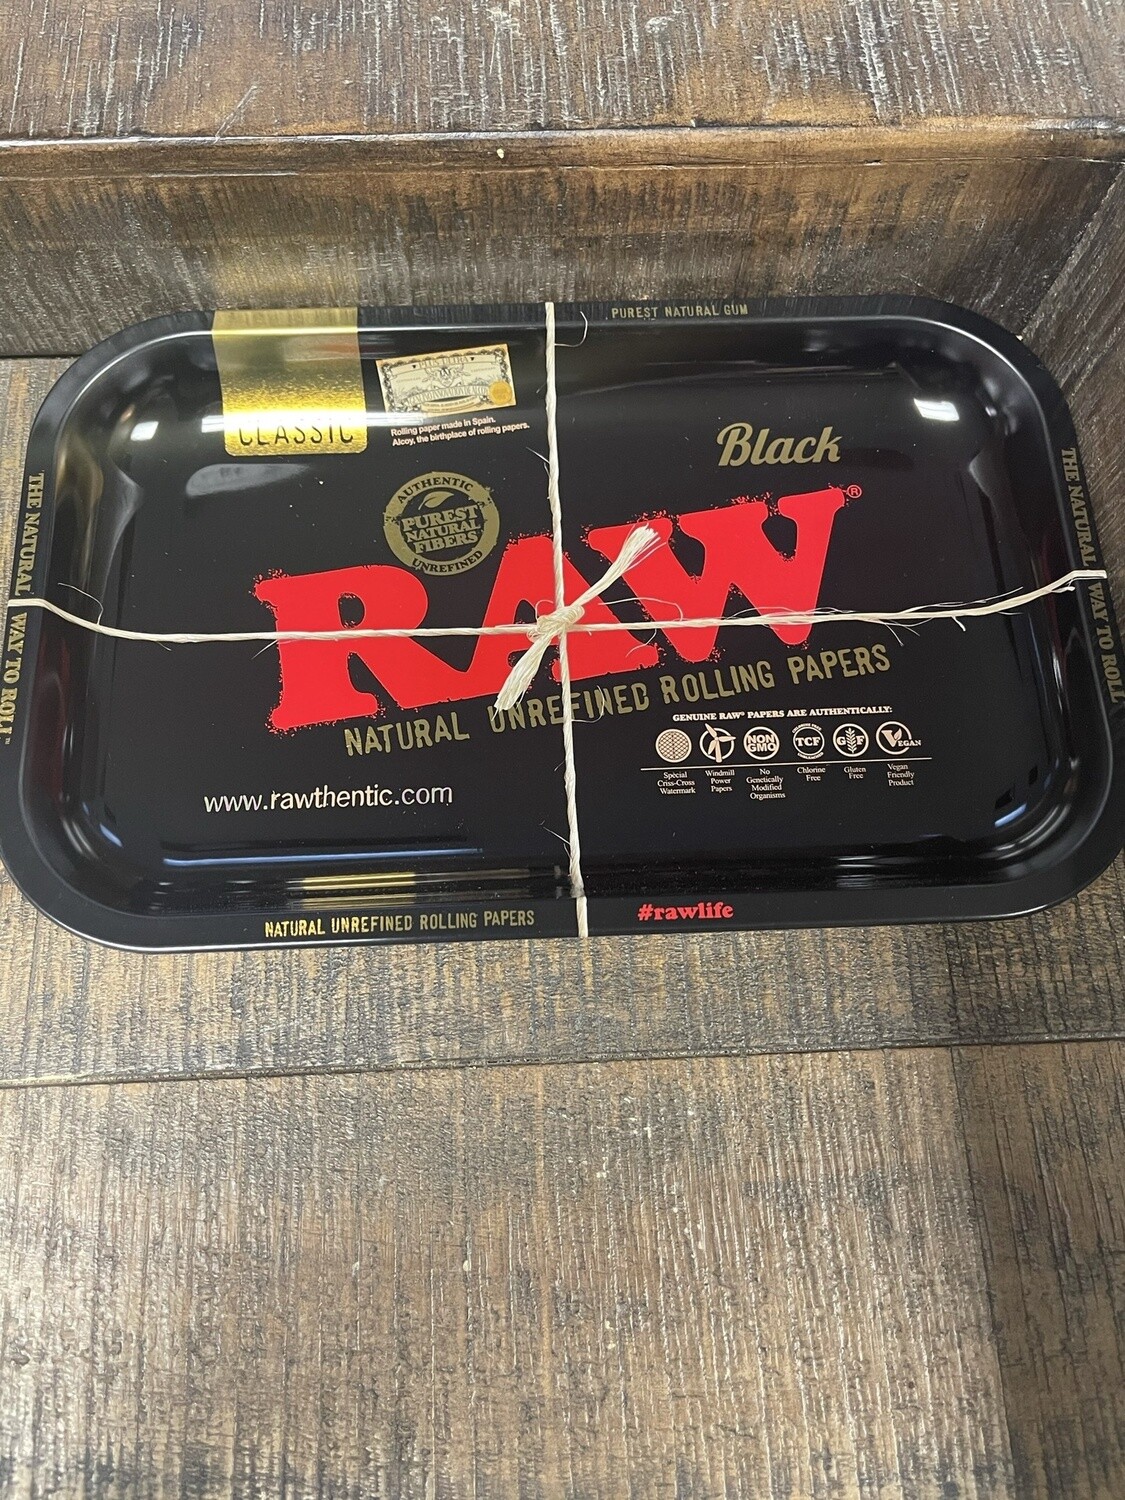 PUREST NATURAL GUM
CLASSIC
Rolling paper made in Spain.
Alcoy, the birthplace of rolling papers.
Black
AUTHENTIC
PUREST
NATURAL
FIBERS
UNREFINED
RAW®
NATURAL UNREFINED ROLLING PAPERS
GENUINE RAW® PAPERS ARE AUTHENTICALLY:
NON
GMO
TCF
GF
VEGAN
Special
Criss-Cross
Watermark
Windmill
Power
Papers
No
Genetically
Modified
Organisms
Chlorine
Free
Gluten
Free
Vegan
Friendly
Product
www.rawthentic.com
THE NATURAL WAY TO ROLL™
THE NATURAL WAY TO ROLL
NATURAL UNREFINED ROLLING PAPERS
#rawlife